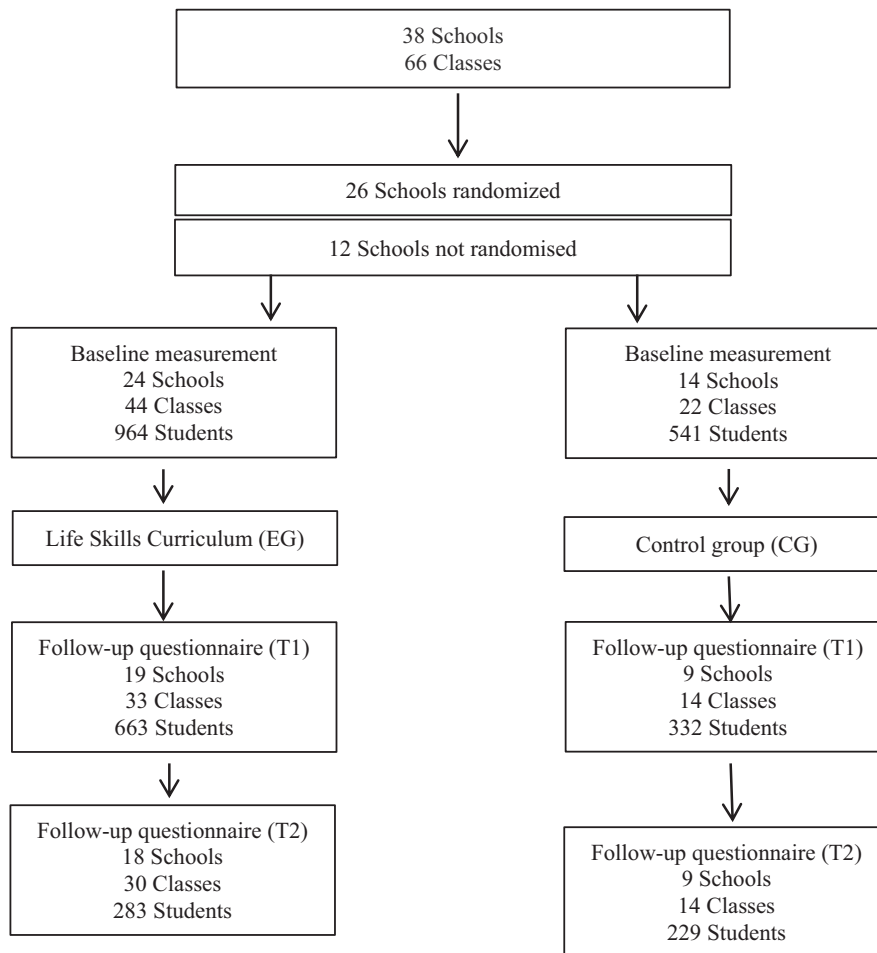 38 Schools
66 Classes
26 Schools randomized
12 Schools not randomised
Baseline measurement
24 Schools
44 Classes
964 Students
Baseline measurement
14 Schools
22 Classes
541 Students
Life Skills Curriculum (EG)
Control group (CG)
Follow-up questionnaire (T1)
19 Schools
33 Classes
663 Students
Follow-up questionnaire (T1)
9 Schools
14 Classes
332 Students
Follow-up questionnaire (T2)
18 Schools
30 Classes
283 Students
Follow-up questionnaire (T2)
9 Schools
14 Classes
229 Students